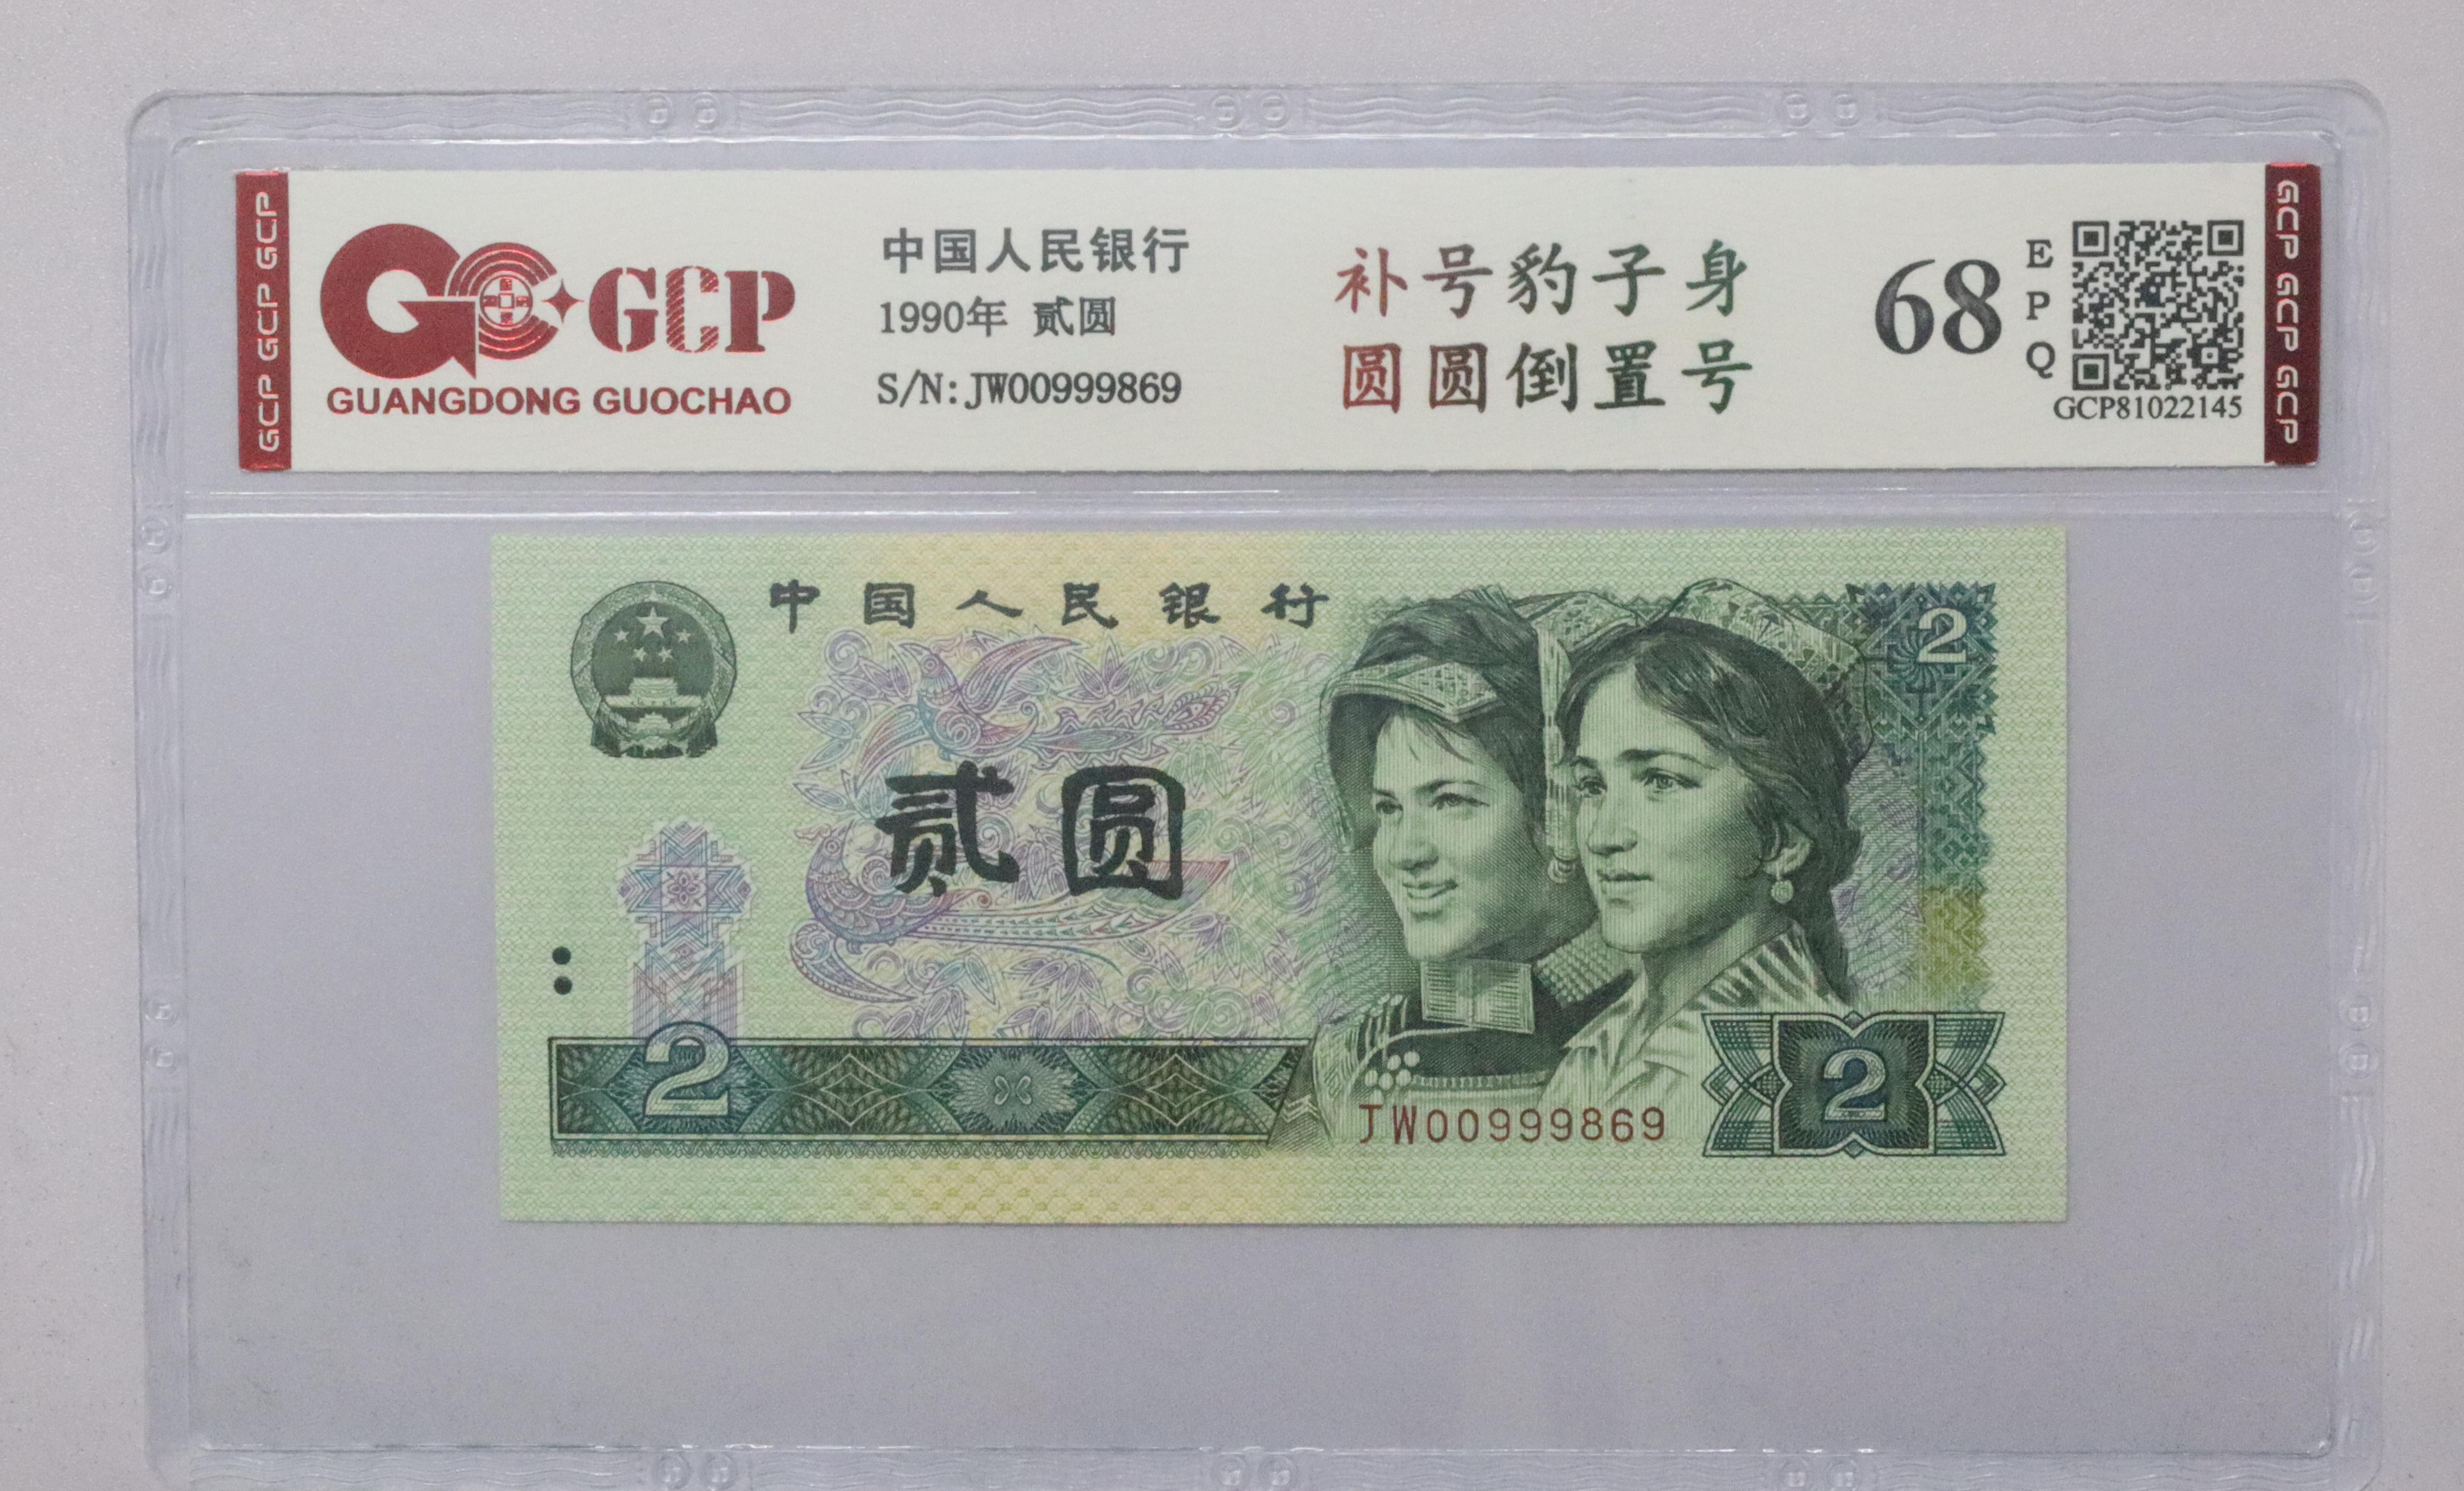 GCP GCP GCP
GCP
GUANGDONG GUOCHAO
中国人民银行
1990年 贰圆
S/N:JW00999869
补号豹子身
圆圆倒置号
68
E
P
Q
GCP81022145
GCP GCP GCP
中国人民银行
2
贰圆
2
JW00999869
2